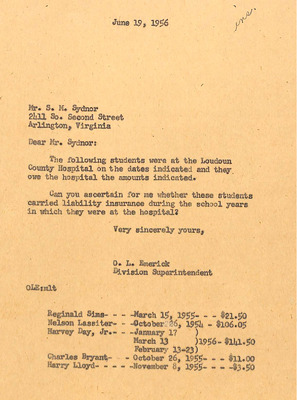 June 19, 1956
Mr. S. M. Sydnor
2411 So. Second Street
Arlington, Virginia
Dear Mr. Sydnor:
The following students were at the Loudoun
County Hospital on the dates indicated and they
owe the hospital the amounts indicated.
Can you ascertain for me whether these students
carried liability insurance during the school years
in which they were at the hospital?
Very sincerely yours,
O. L. Emerick
Division Superintendent
OLE:mlt
Reginald Sims- - - -March 15, 1955- - -$21.50
Nelson Lassiter- - -October 26, 1954 - $106.05
Harvey Day, Jr.- - -January 17 )
March 13 )1956- $141.50
February 13-23)
Charles Bryant- - - October 26, 1955- - -$11.00
Harry Lloyd- - - - -November 8, 1955- - -$3.50